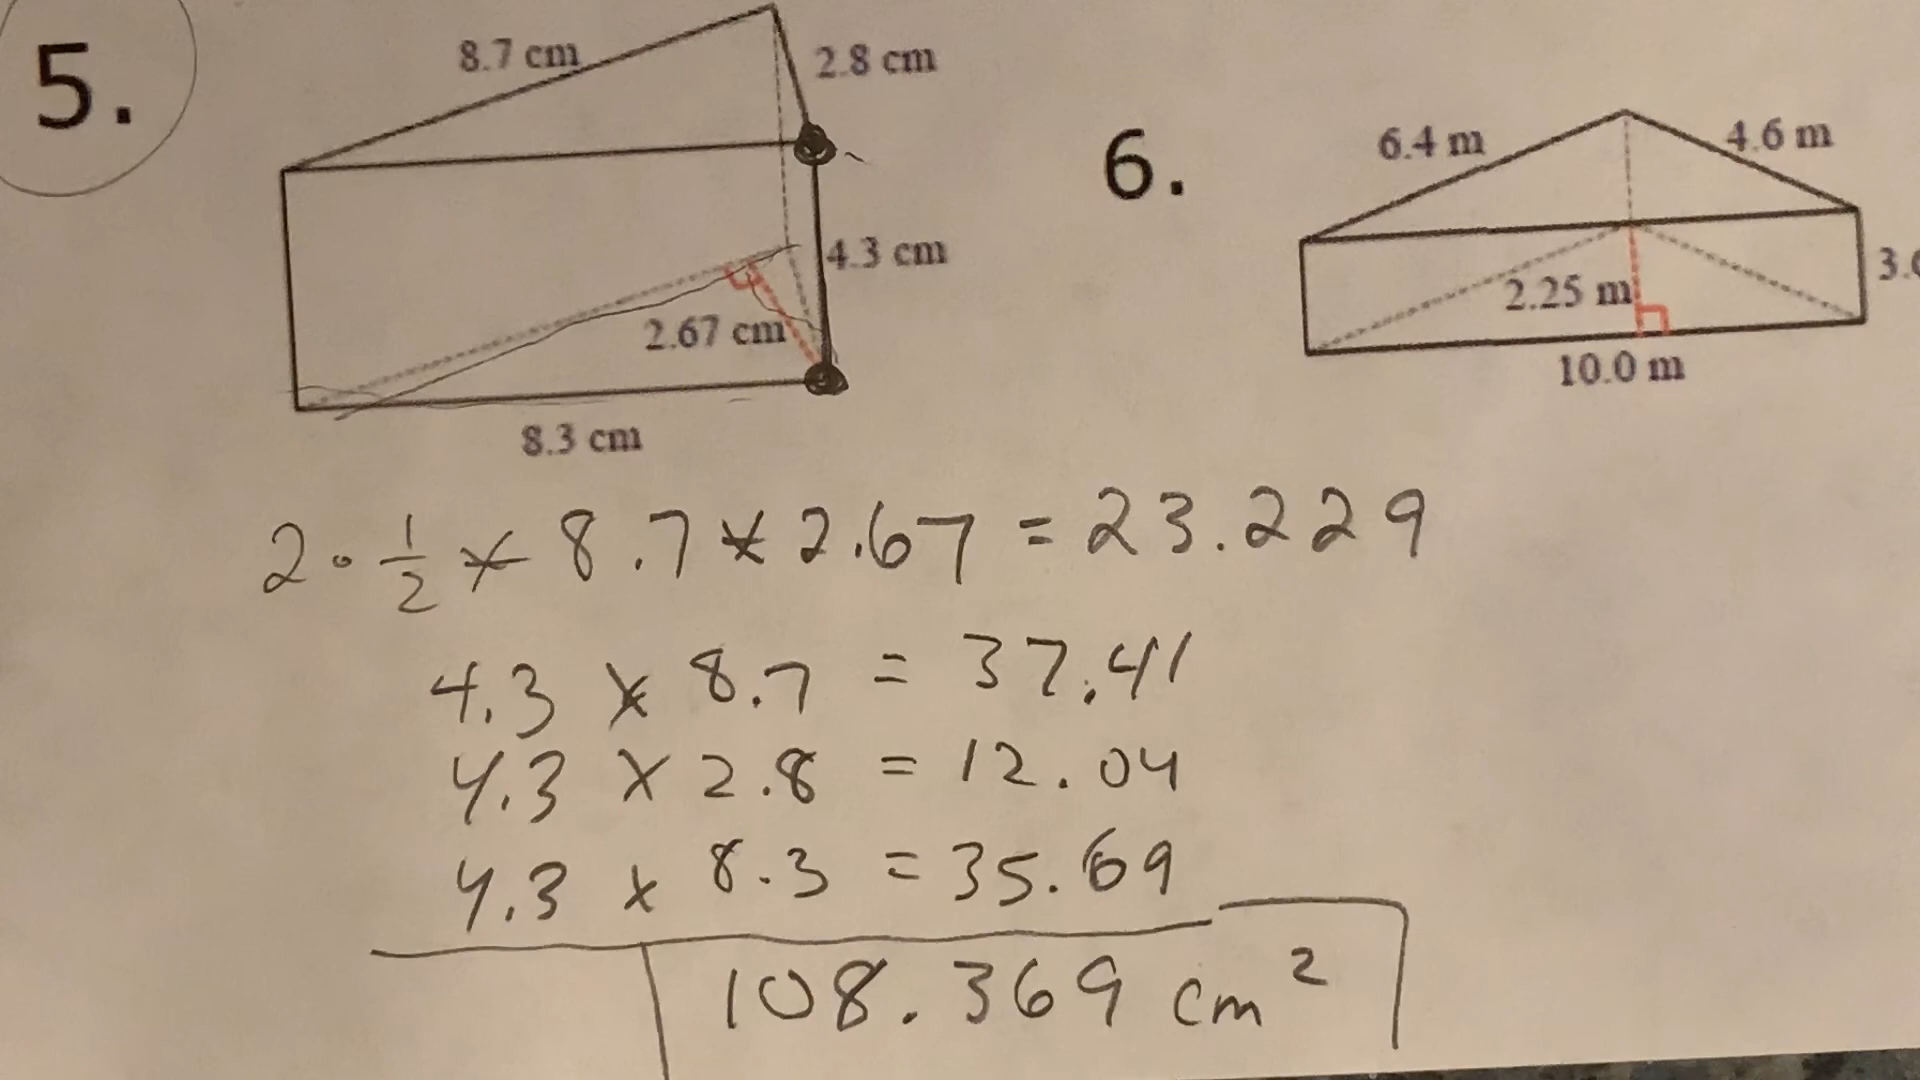 5.
8.7 cm
2.8 cm
4.3 cm
2.67 cm
8.3 cm
6.
6.4 m
4.6 m
2.25 m
10.0 m
2 · 1/2 × 8.7 × 2.67 = 23.229
4.3 × 8.7 = 37.41
4.3 × 2.8 = 12.04
4.3 × 8.3 = 35.69
108.369 cm²